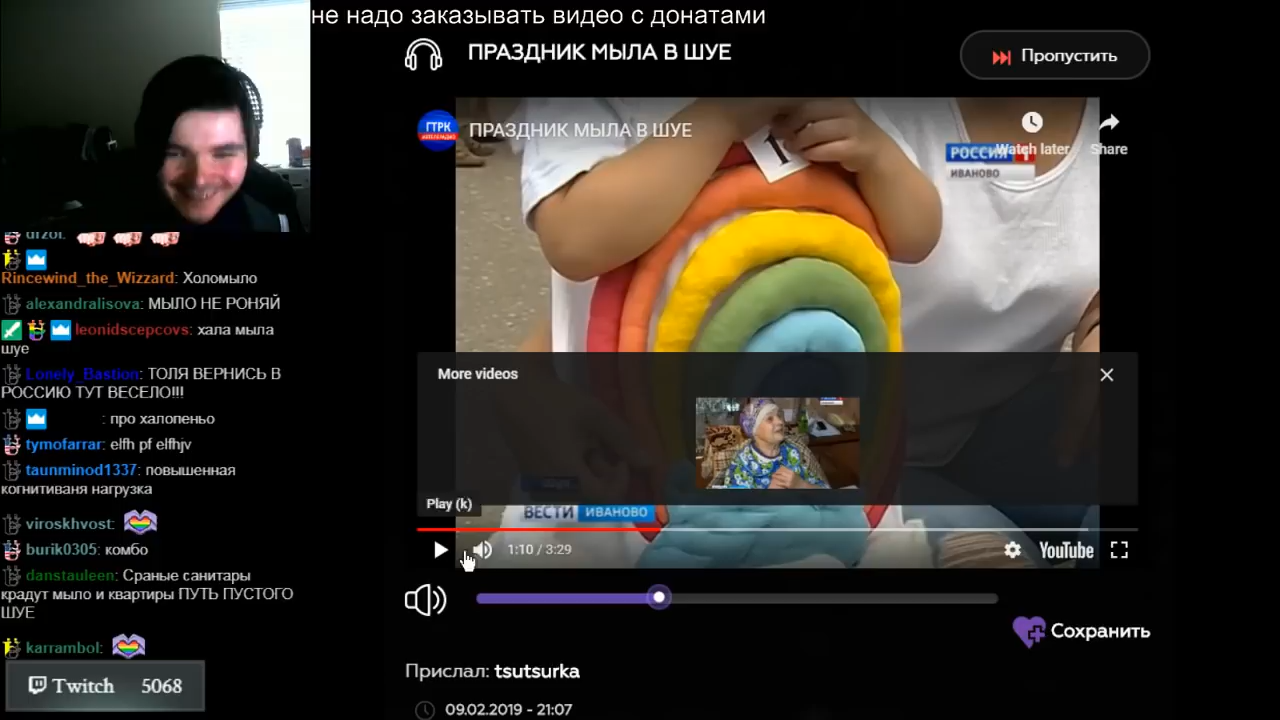 не надо заказывать видео с донатами
ПРАЗДНИК МЫЛА В ШУЕ
Пропустить
ГТРК
ПРАЗДНИК МЫЛА В ШУЕ
Watch later
Share
1
РОССИЯ 1
ИВАНОВО
drzol:
Rincewind_the_Wizzard: Холомыло
alexandralisova: МЫЛО НЕ РОНЯЙ
leonidscepcovs: хала мыла
шуе
Lonely_Bastion: ТОЛЯ ВЕРНИСЬ В
РОССИЮ ТУТ ВЕСЕЛО!!!
: про халопеньо
tymofarrar: elfh pf elfhjv
taunminod1337: повышенная
когнитиваня нагрузка
viroskhvost:
burik0305: комбо
danstauleen: Сраные санитары
крадут мыло и квартиры ПУТЬ ПУСТОГО
ШУЕ
karrambol:
Twitch 5068
More videos
Play (k)
ВЕСТИ ИВАНОВО
1:10 / 3:29
YouTube
Сохранить
Прислал: tsutsurka
09.02.2019 - 21:07